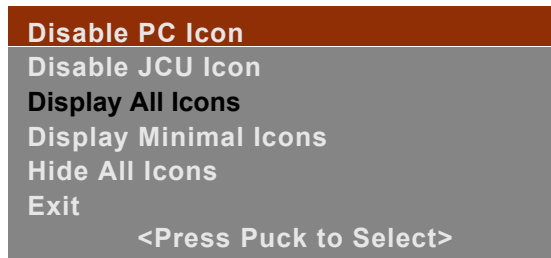 Disable PC Icon
Disable JCU Icon
Display All Icons
Display Minimal Icons
Hide All Icons
Exit
<Press Puck to Select>